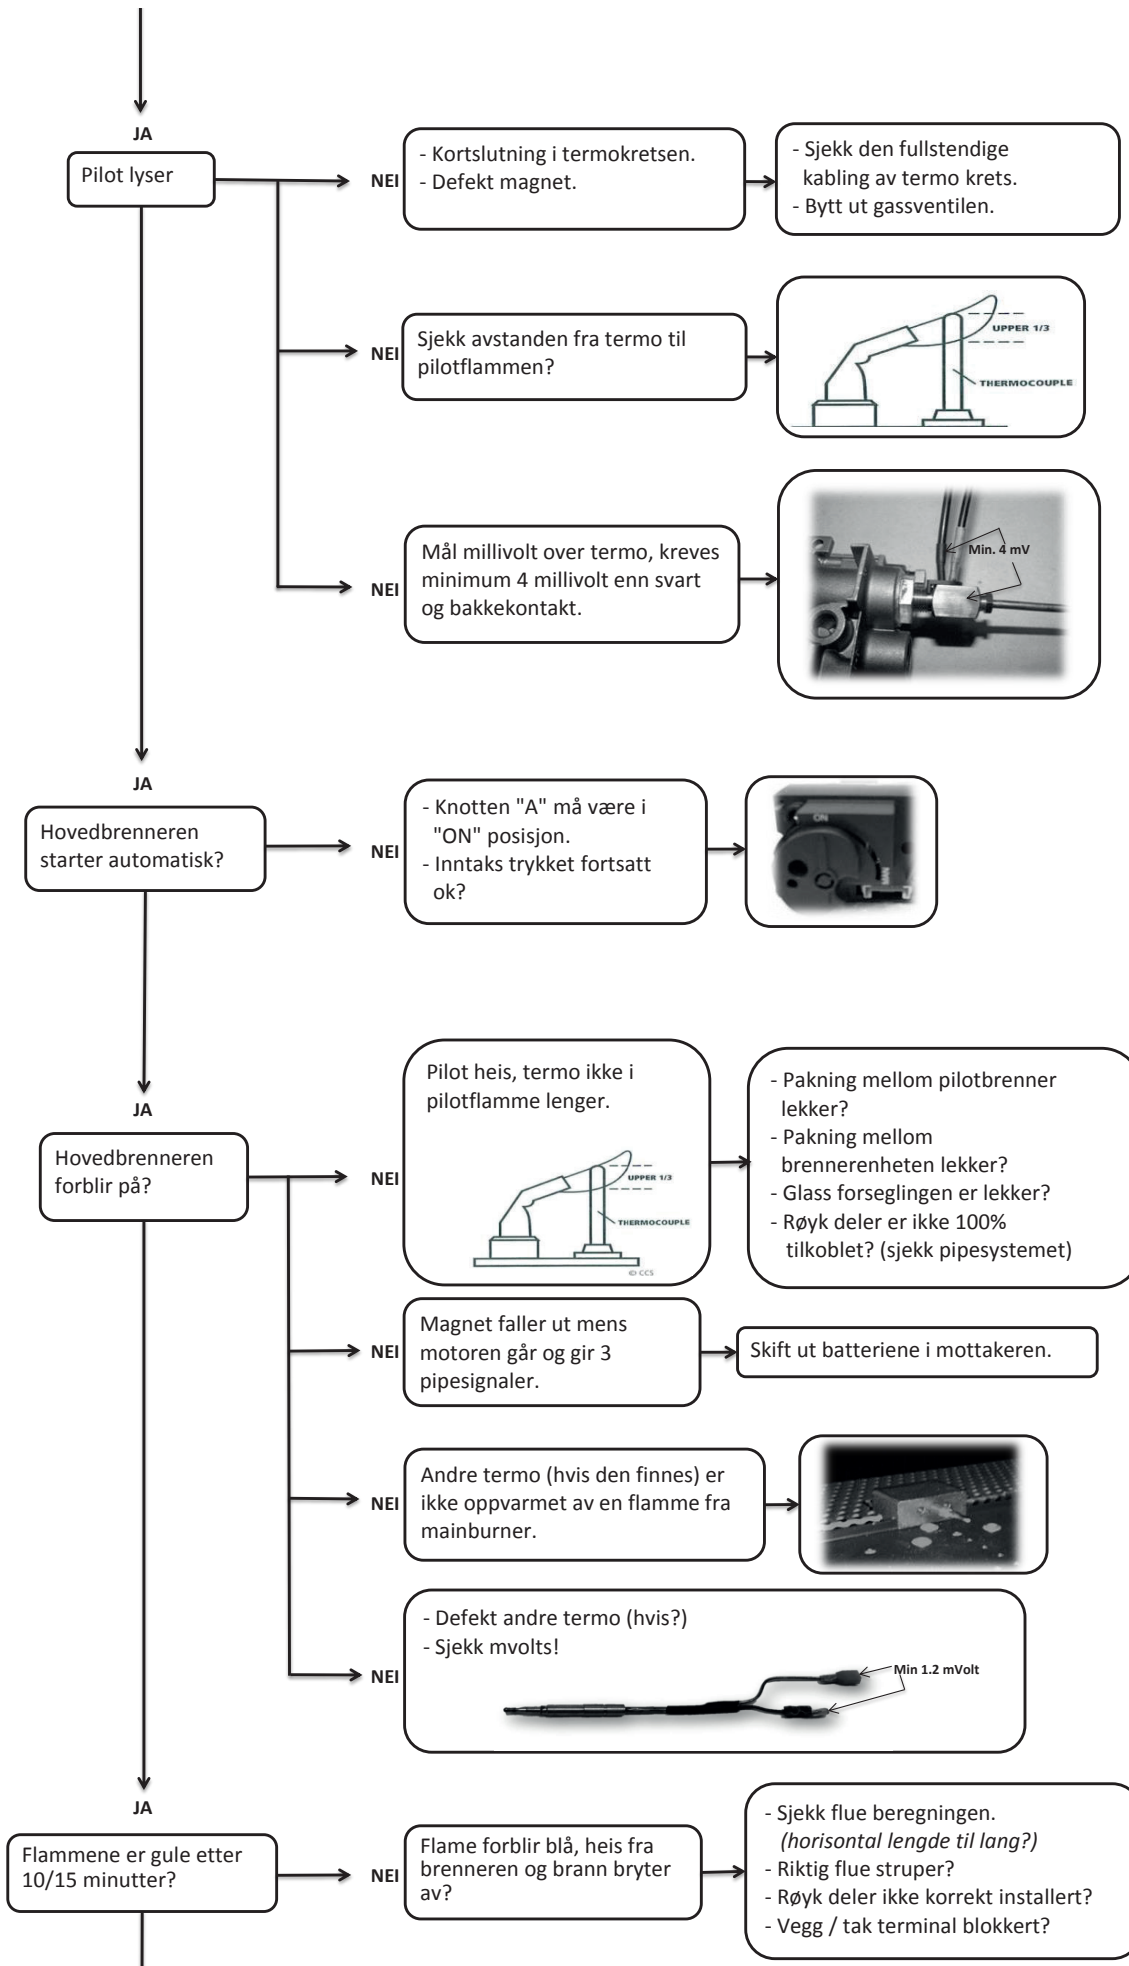 JA
Pilot lyser
NEI
- Kortslutning i termokretsen.
- Defekt magnet.
- Sjekk den fullstendige
kabling av termo krets.
- Bytt ut gassventilen.
NEI
Sjekk avstanden fra termo til
pilotflammen?
UPPER 1/3
THERMOCOUPLE
NEI
Mål millivolt over termo, kreves
minimum 4 millivolt enn svart
og bakkekontakt.
Min. 4 mV
JA
Hovedbrenneren
starter automatisk?
NEI
- Knotten "A" må være i
"ON" posisjon.
- Inntaks trykket fortsatt
ok?
ON
MAN
JA
Hovedbrenneren
forblir på?
NEI
Pilot heis, termo ikke i
pilotflamme lenger.
UPPER 1/3
THERMOCOUPLE
© CCS
- Pakning mellom pilotbrenner
lekker?
- Pakning mellom
brennerenheten lekker?
- Glass forseglingen er lekker?
- Røyk deler er ikke 100%
tilkoblet? (sjekk pipesystemet)
NEI
Magnet faller ut mens
motoren går og gir 3
pipesignaler.
Skift ut batteriene i mottakeren.
NEI
Andre termo (hvis den finnes) er
ikke oppvarmet av en flamme fra
mainburner.
NEI
- Defekt andre termo (hvis?)
- Sjekk mvolts!
Min 1.2 mVolt
JA
Flammene er gule etter
10/15 minutter?
NEI
Flame forblir blå, heis fra
brenneren og brann bryter
av?
- Sjekk flue beregningen.
(horisontal lengde til lang?)
- Riktig flue struper?
- Røyk deler ikke korrekt installert?
- Vegg / tak terminal blokkert?